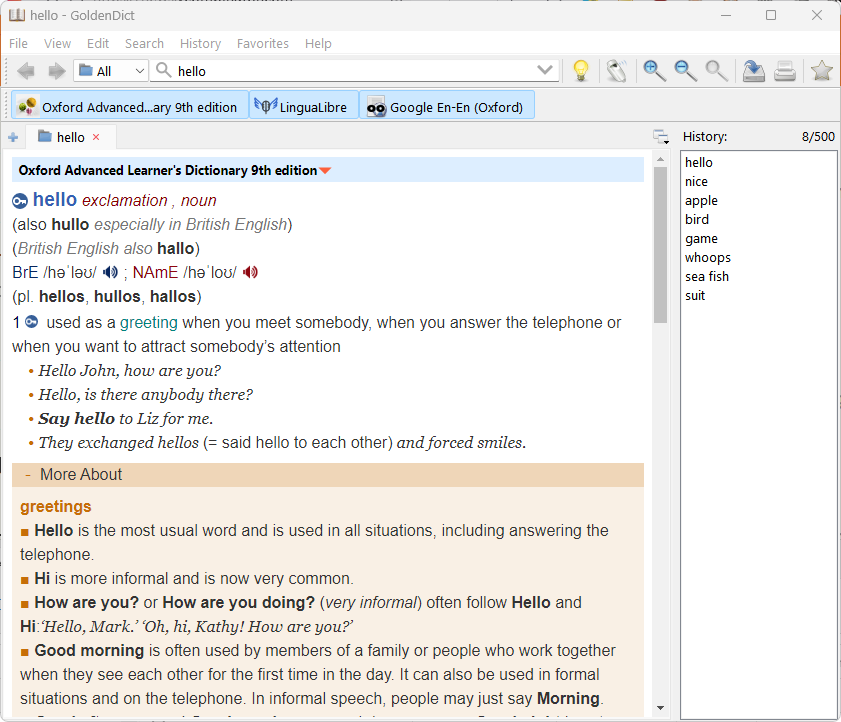 hello - GoldenDict
File View Edit Search History Favorites Help
All hello
Oxford Advanced...ary 9th edition LinguaLibre Google En-En (Oxford)
hello
History: 8/500
Oxford Advanced Learner's Dictionary 9th edition
hello exclamation , noun
(also hullo especially in British English)
(British English also hallo)
BrE /həˈləʊ/ ; NAmE /həˈloʊ/
(pl. hellos, hullos, hallos)
1 used as a greeting when you meet somebody, when you answer the telephone or
when you want to attract somebody’s attention
• Hello John, how are you?
• Hello, is there anybody there?
• Say hello to Liz for me.
• They exchanged hellos (= said hello to each other) and forced smiles.
- More About
greetings
■ Hello is the most usual word and is used in all situations, including answering the
telephone.
■ Hi is more informal and is now very common.
■ How are you? or How are you doing? (very informal) often follow Hello and
Hi:‘Hello, Mark.’ ‘Oh, hi, Kathy! How are you?’
■ Good morning is often used by members of a family or people who work together
when they see each other for the first time in the day. It can also be used in formal
situations and on the telephone. In informal speech, people may just say Morning.
hello
nice
apple
bird
game
whoops
sea fish
suit